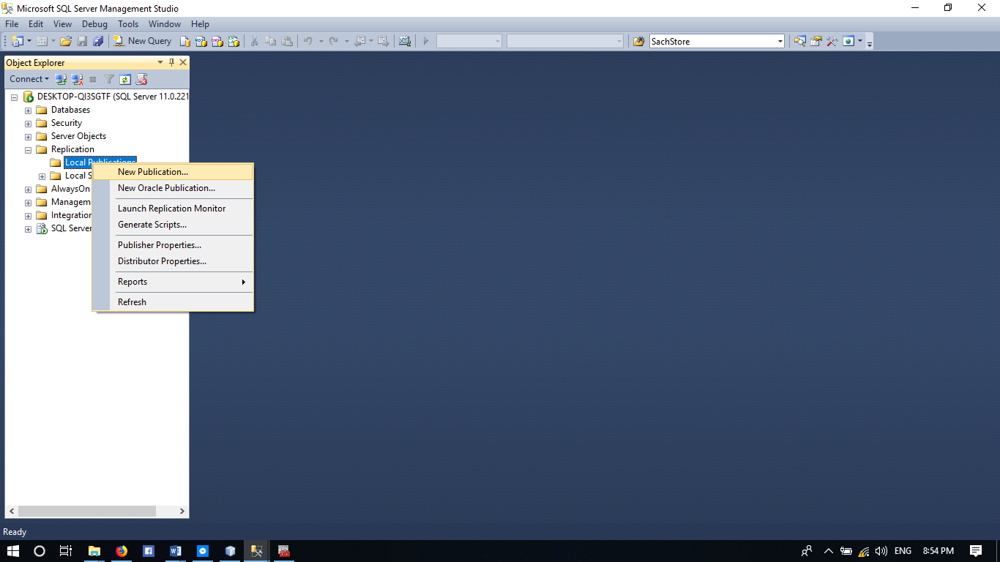 Microsoft SQL Server Management Studio
File Edit View Debug Tools Window Help
New Query SachStore
Object Explorer
Connect
DESKTOP-QI3SGTF (SQL Server 11.0.221
Databases
Security
Server Objects
Replication
Local Publications
Local S
AlwaysOn
Managem
Integration
SQL Server
New Publication...
New Oracle Publication...
Launch Replication Monitor
Generate Scripts...
Publisher Properties...
Distributor Properties...
Reports
Refresh
Ready
ENG 8:54 PM